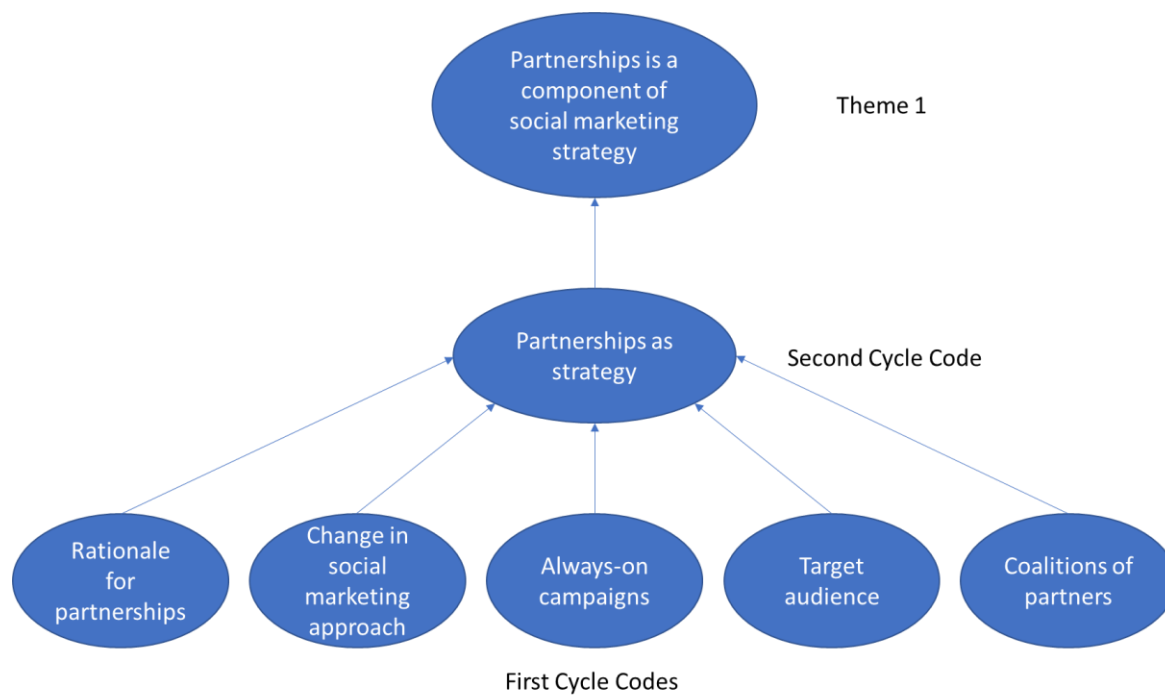 Partnerships is a
component of
social marketing
strategy
Theme 1
Partnerships as
strategy
Second Cycle Code
Rationale
for
partnerships
Change in
social
marketing
approach
Always-on
campaigns
Target
audience
Coalitions of
partners
First Cycle Codes